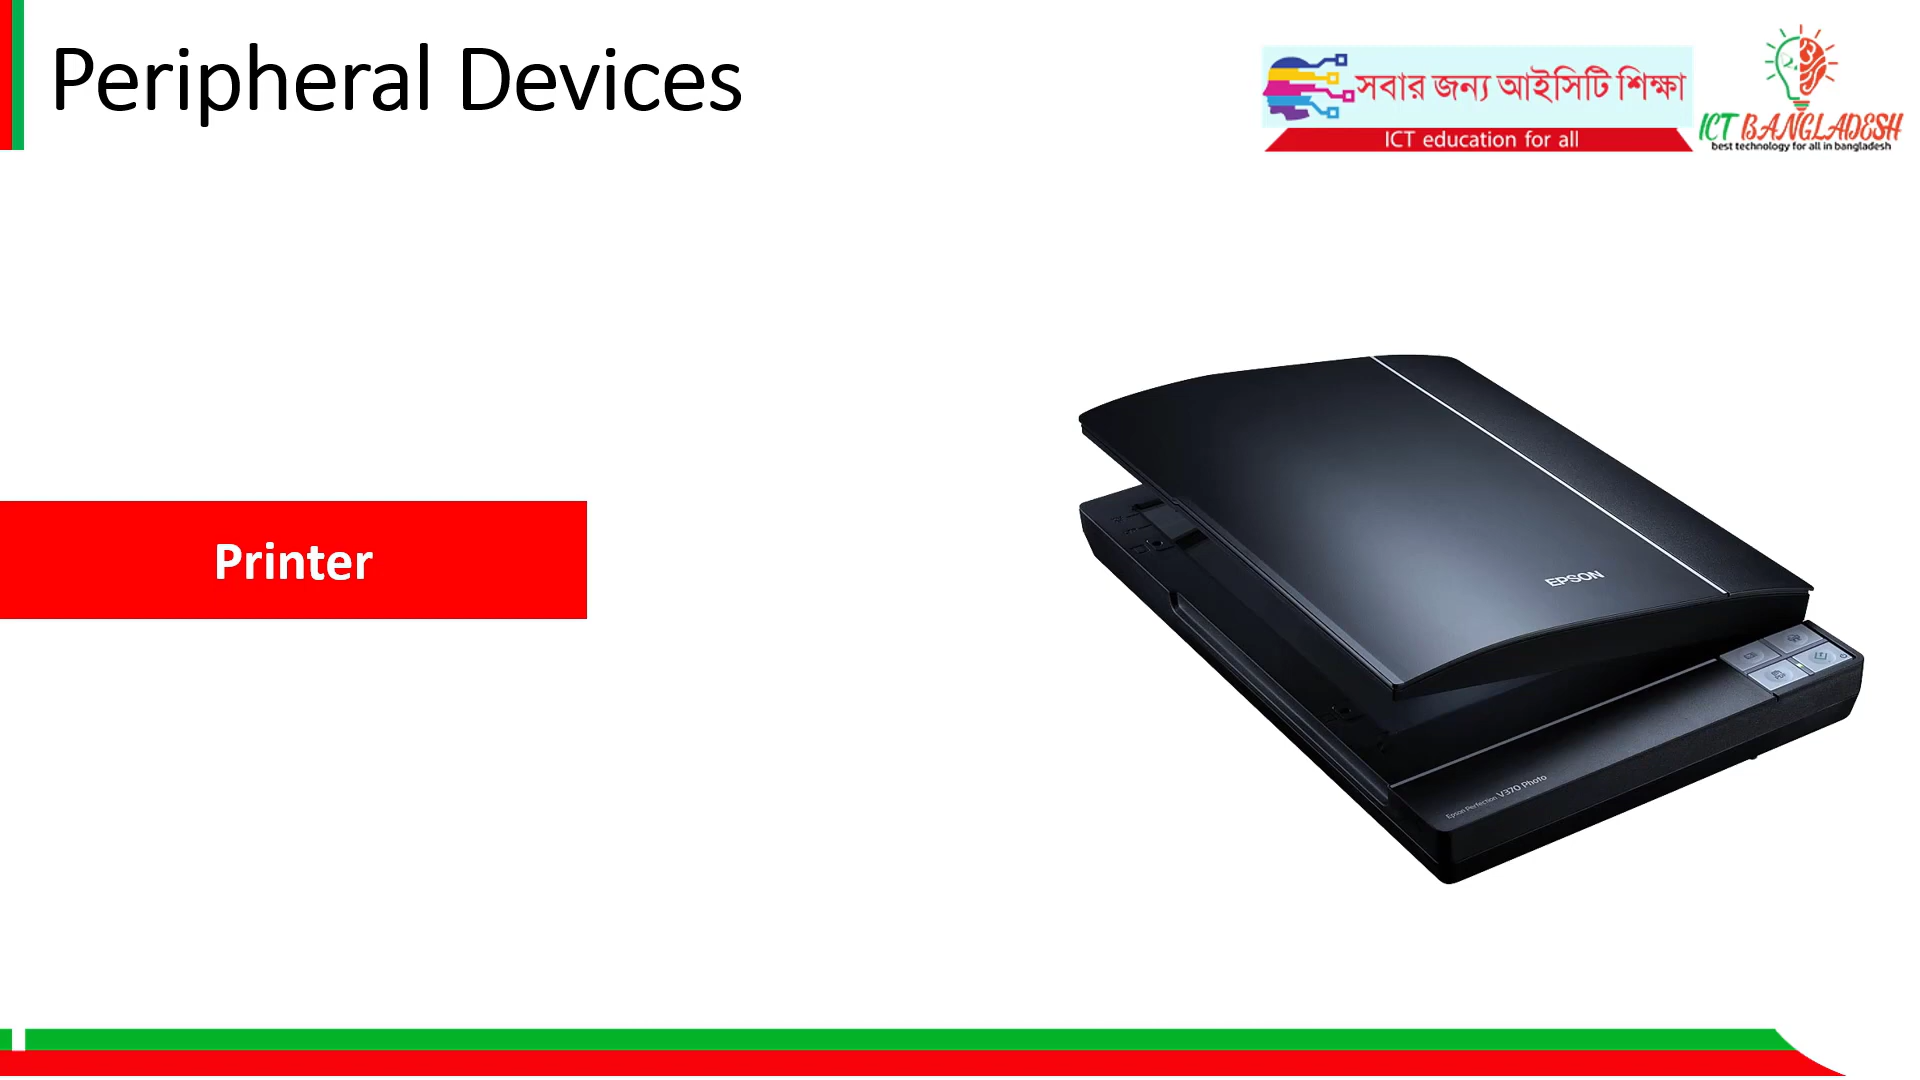 Peripheral Devices
সবার জন্য আইসিটি শিক্ষা
ICT education for all
ICT BANGLADESH
best technology for all in bangladesh
Printer
EPSON
Epson Perfection V370 Photo